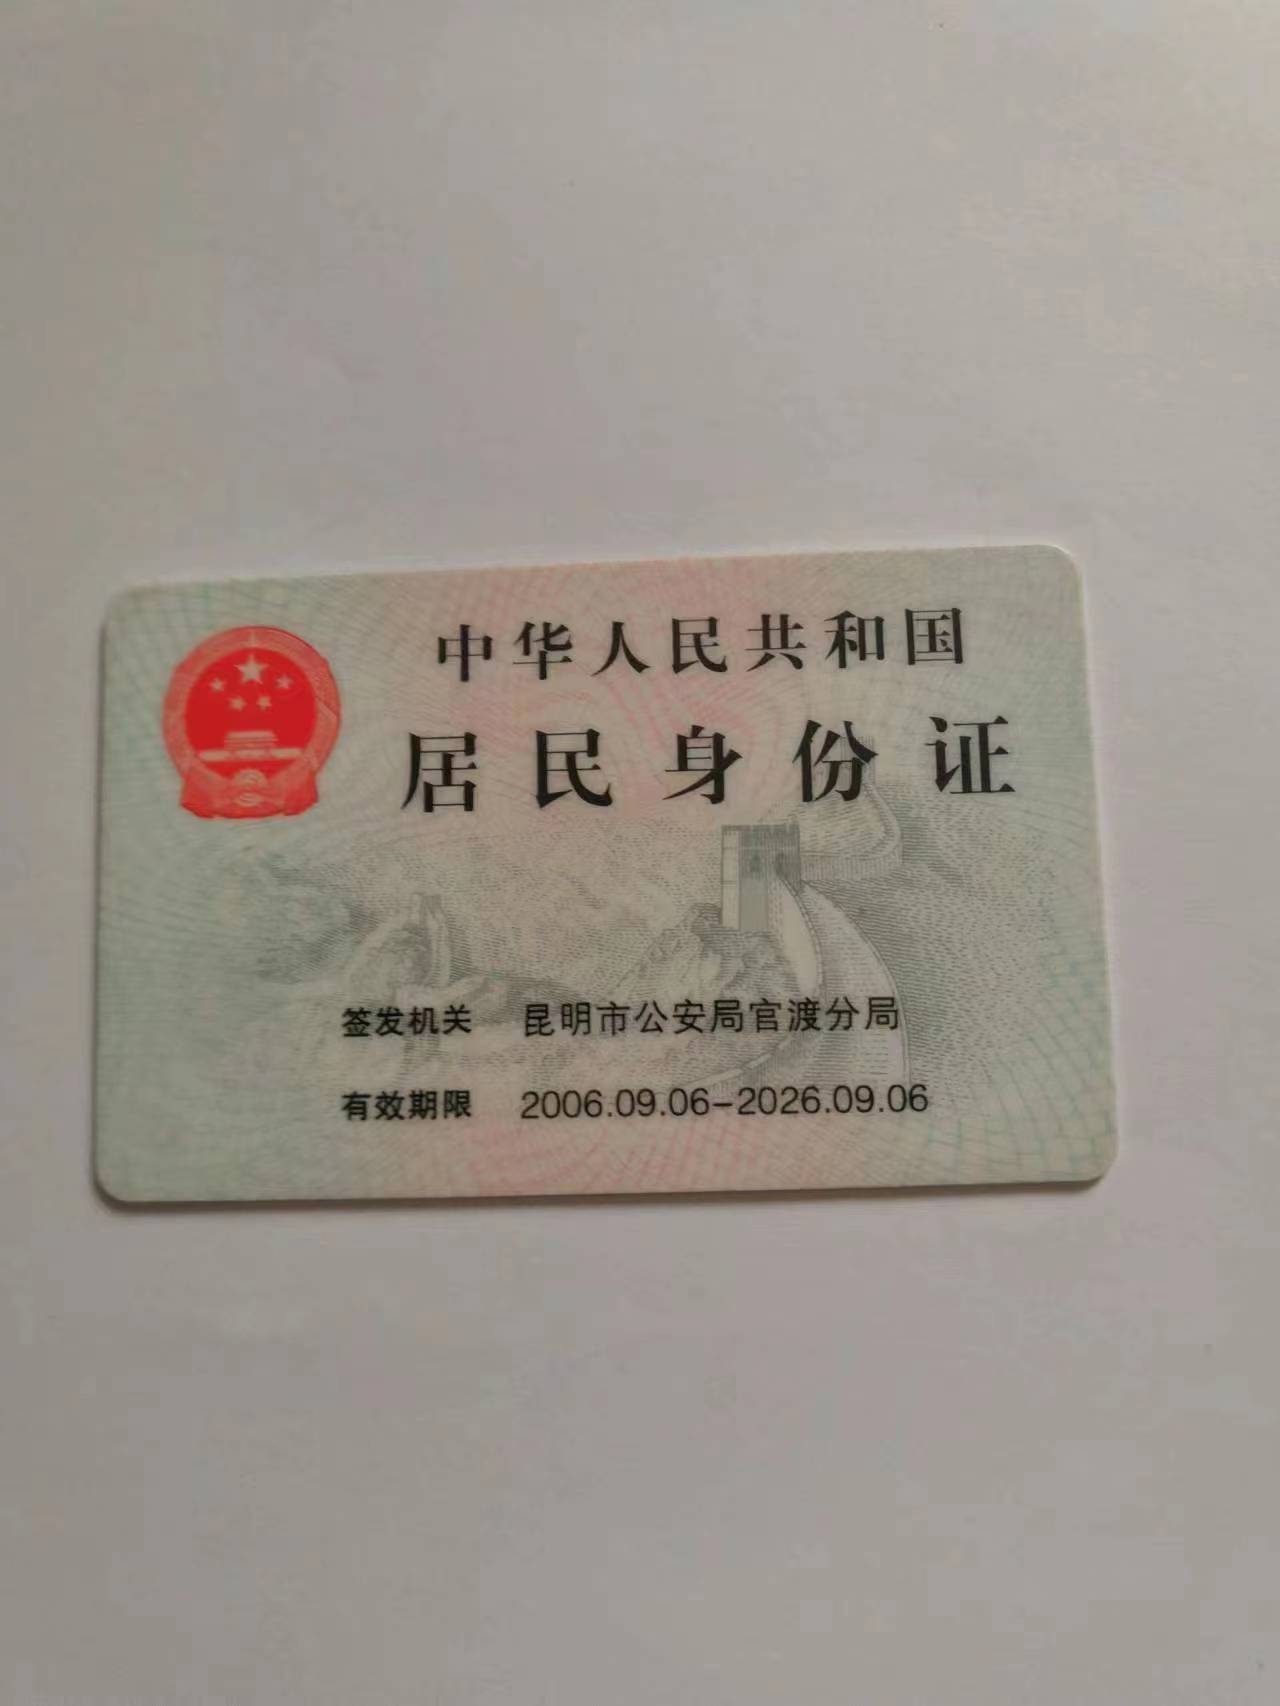 中华人民共和国
居民身份证
签发机关 昆明市公安局官渡分局
有效期限 2006.09.06-2026.09.06